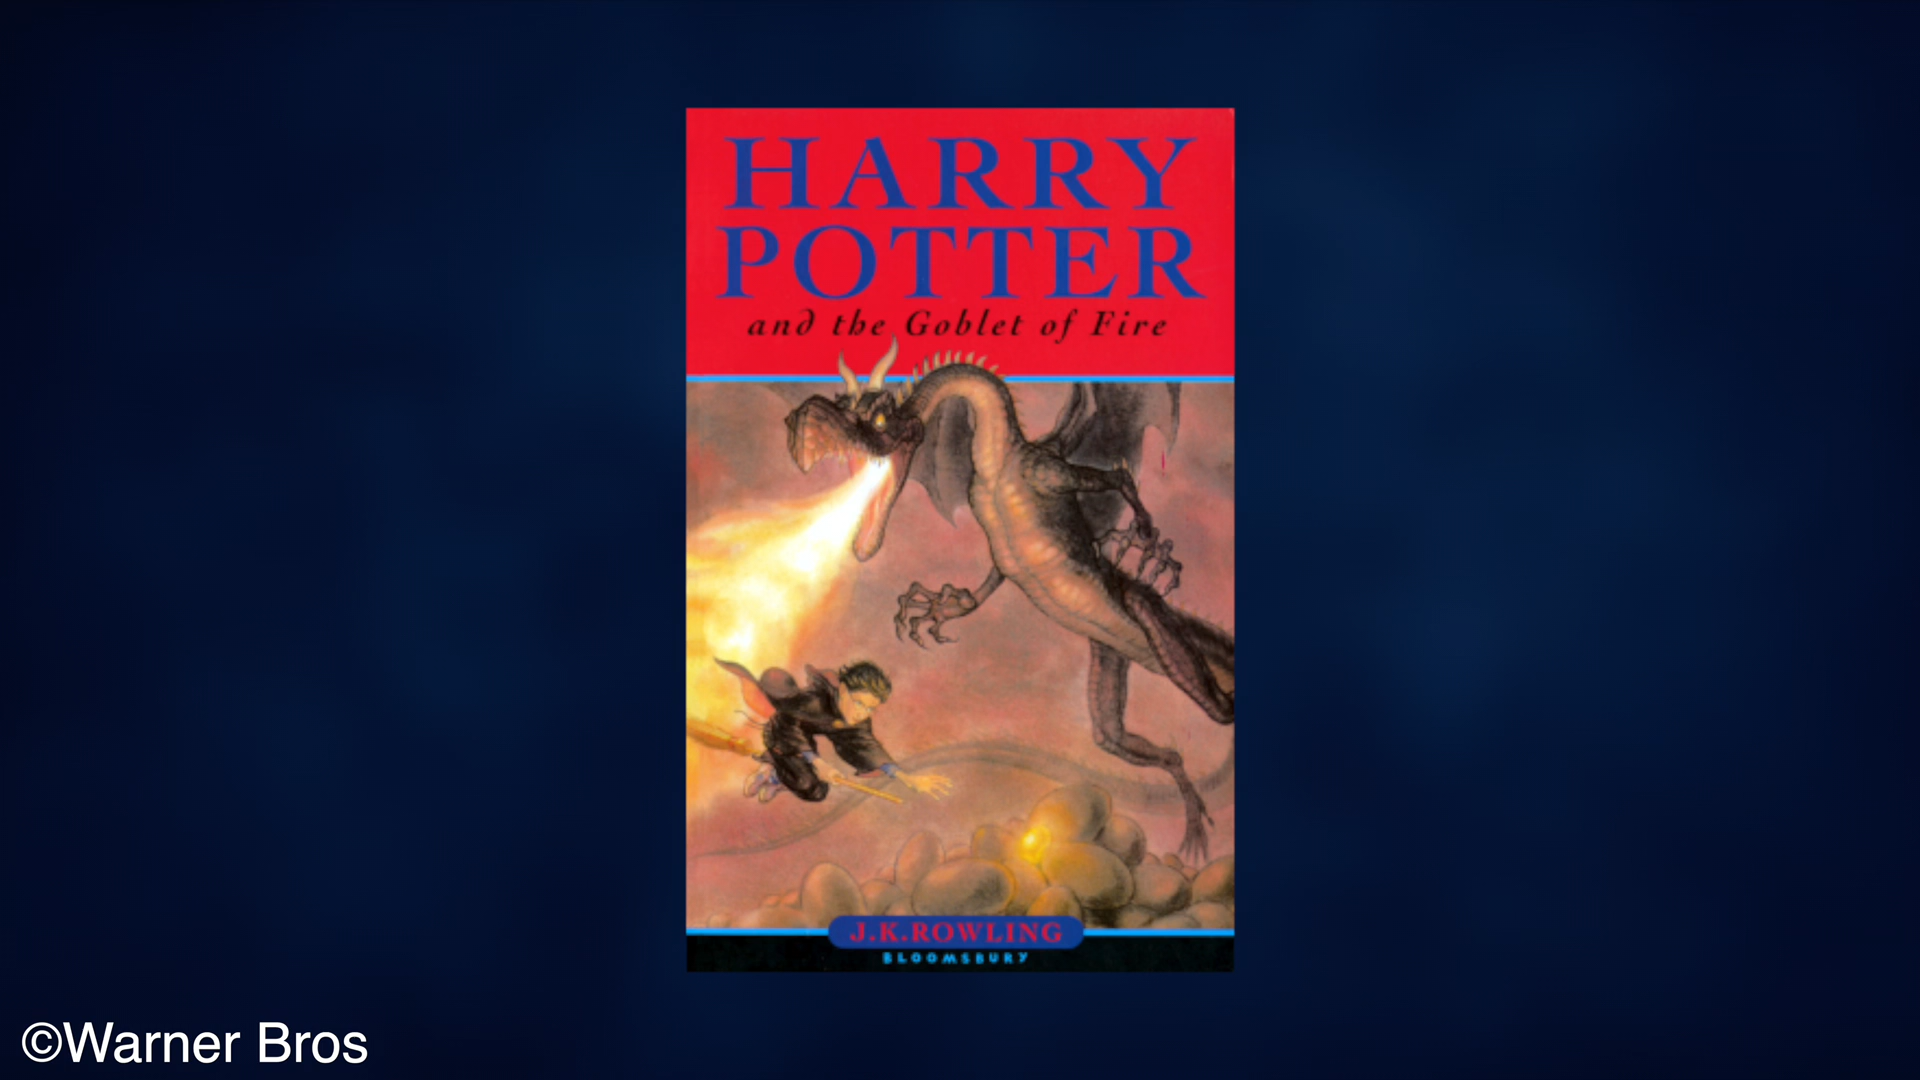 HARRY
POTTER
and the Goblet of Fire
J.K.ROWLING
BLOOMSBURY
©Warner Bros